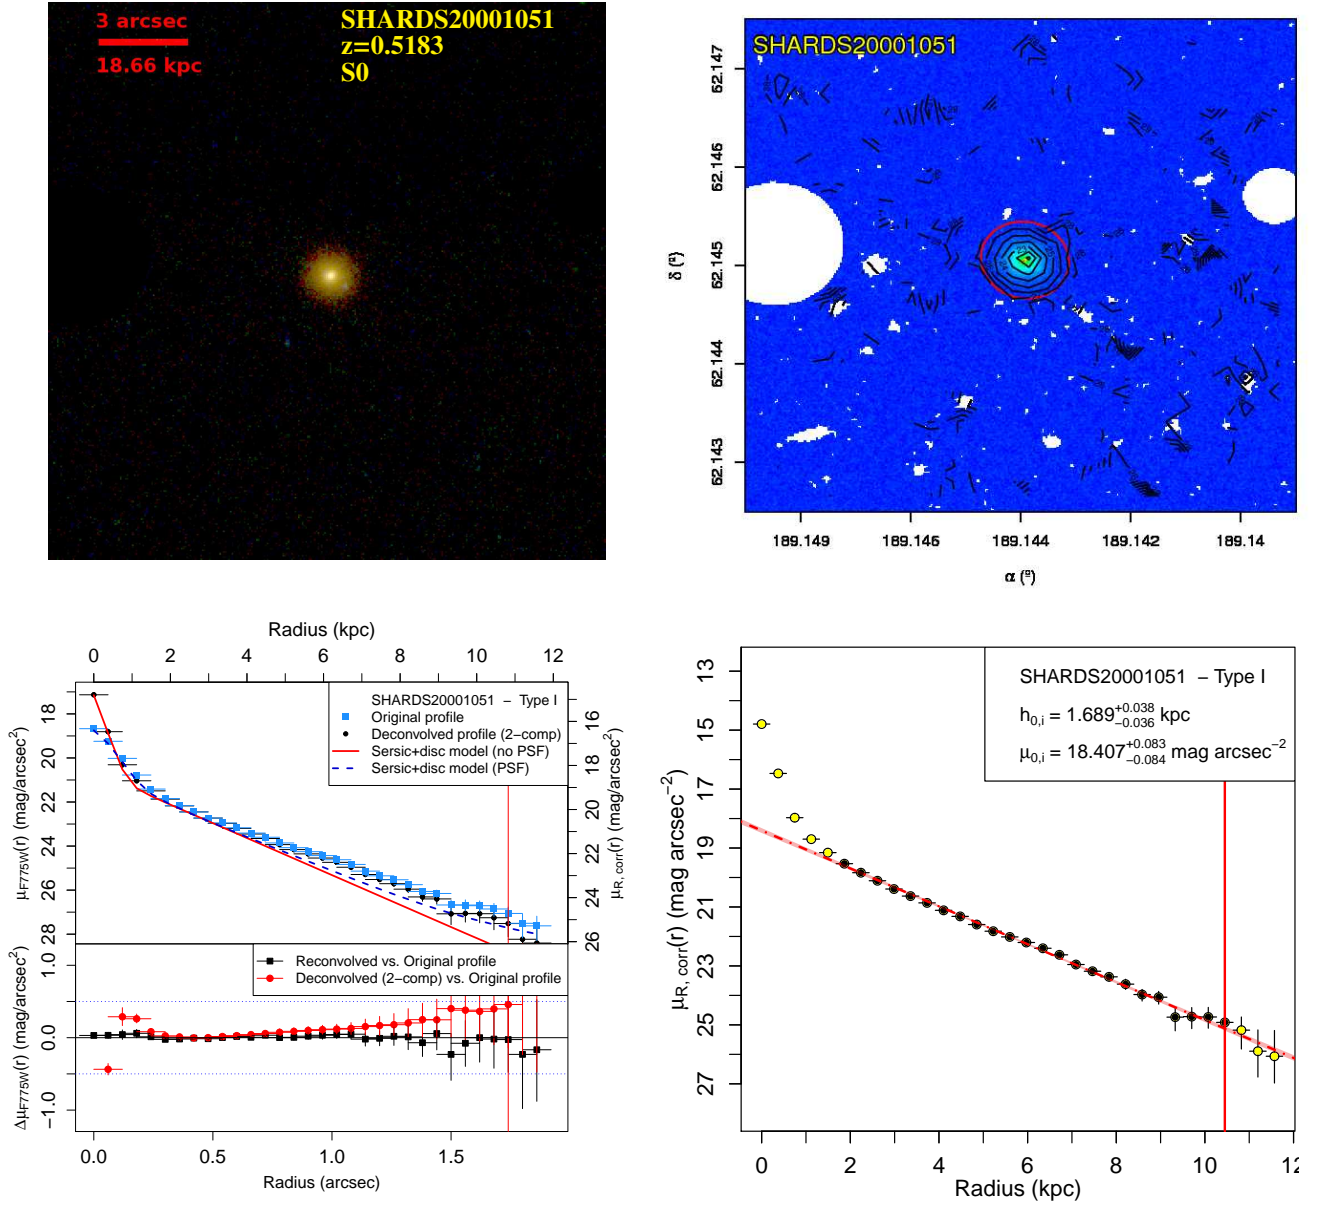 3 arcsec
18.66 kpc
SHARDS20001051
z=0.5183
S0
SHARDS20001051
62.147
62.146
62.145
62.144
62.143
δ (º)
189.149
189.146
189.144
189.142
189.14
α (º)
Radius (kpc)
0 2 4 6 8 10 12
SHARDS20001051 − Type I
Original profile
Deconvolved profile (2−comp)
Sersic+disc model (no PSF)
Sersic+disc model (PSF)
18 20 22 24 26 28
μF775W(r) (mag/arcsec²)
16 18 20 22 24 26
μR, corr(r) (mag/arcsec²)
Reconvolved vs. Original profile
Deconvolved (2−comp) vs. Original profile
1.0 0.0 −1.0
ΔμF775W(r) (mag/arcsec²)
0.0 0.5 1.0 1.5
Radius (arcsec)
SHARDS20001051 − Type I
h0,i = 1.689+0.038−0.036 kpc
μ0,i = 18.407+0.083−0.084 mag arcsec−2
13
15
17
19
21
23
25
27
μR, corr(r) (mag arcsec−2)
0 2 4 6 8 10 12
Radius (kpc)